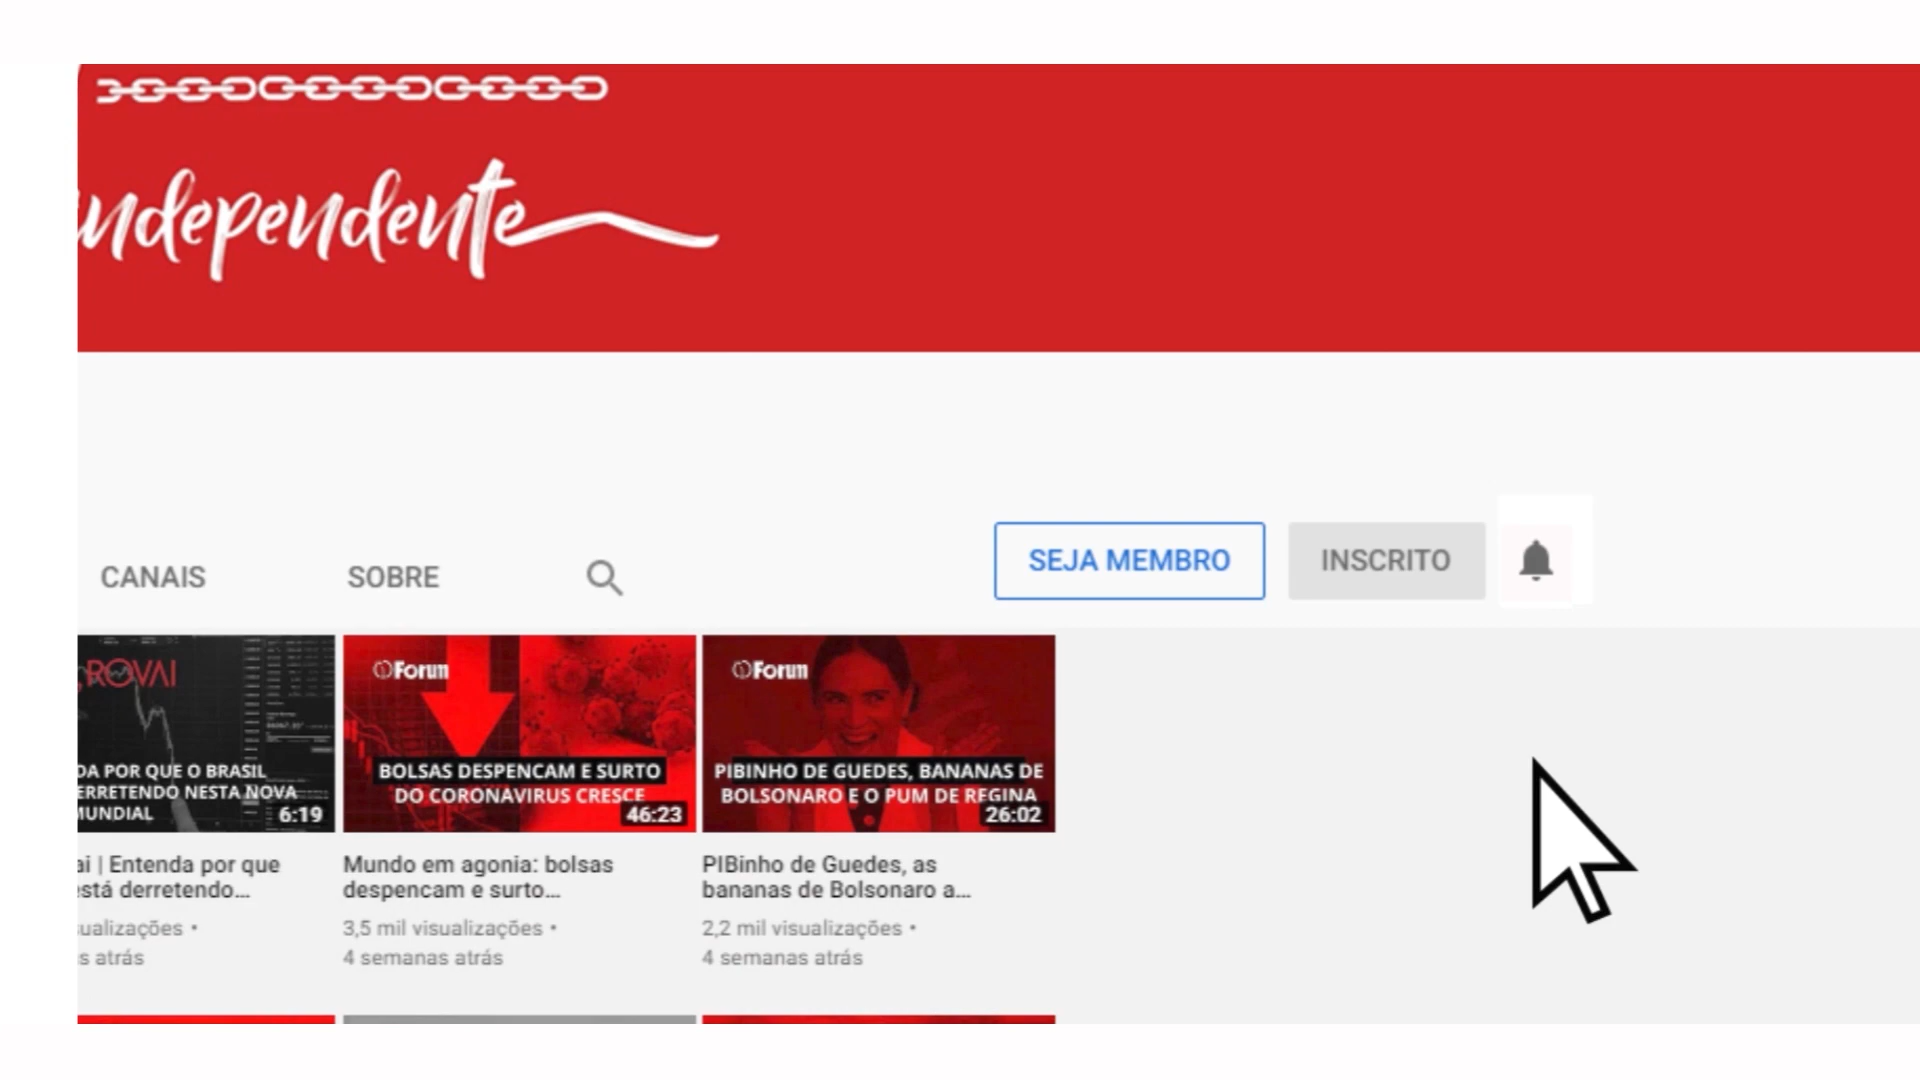 independente
SEJA MEMBRO
INSCRITO
CANAIS
SOBRE
ROVAI
DA POR QUE O BRASIL
ERRETENDO NESTA NOVA
MUNDIAL
6:19
Forum
BOLSAS DESPENCAM E SURTO
DO CORONAVIRUS CRESCE
46:23
Forum
PIBINHO DE GUEDES, BANANAS DE
BOLSONARO E O PUM DE REGINA
26:02
ai | Entenda por que
está derretendo...
ualizações •
s atrás
Mundo em agonia: bolsas
despencam e surto...
3,5 mil visualizações •
4 semanas atrás
PIBinho de Guedes, as
bananas de Bolsonaro a...
2,2 mil visualizações •
4 semanas atrás